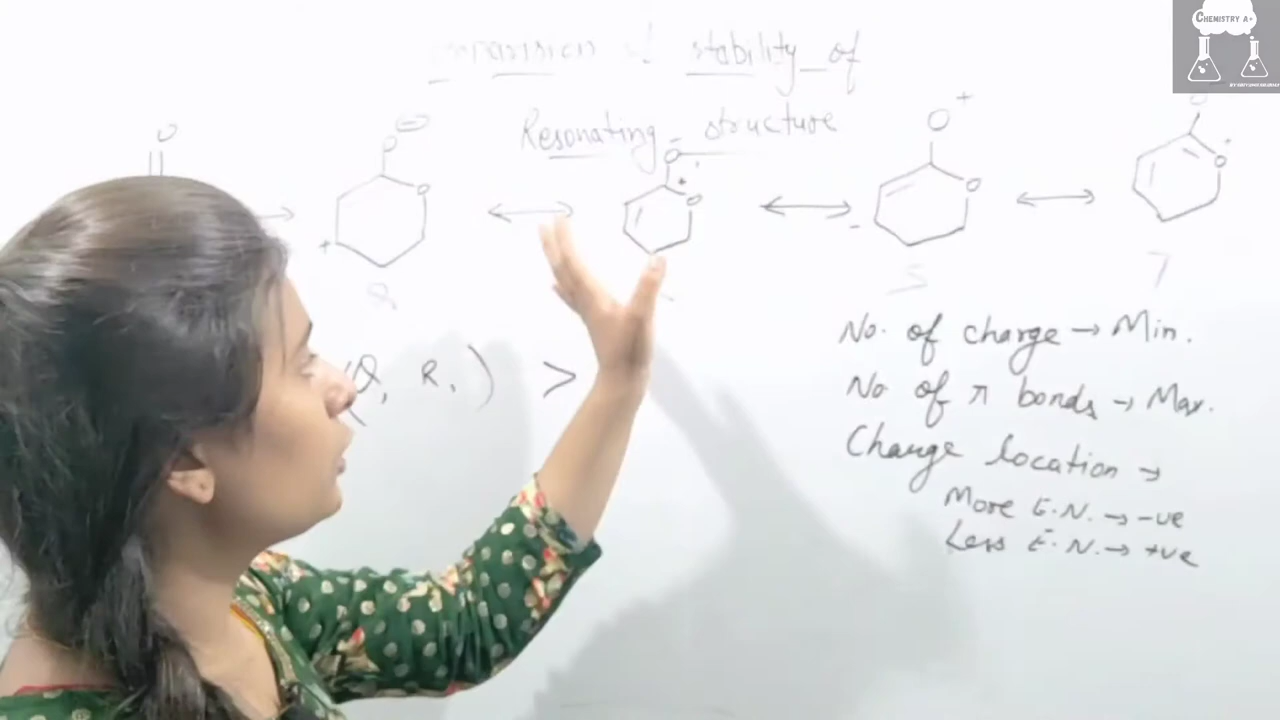 CHEMISTRY A+
of stability of
Resonating structure
O
O
O
O
O
O
+
O
O
+
O
-
O
+
-
O
O
S
T
No. of charge → Min.
(Q, R, ) >
No of π bonds → Max.
Charge location →
More E.N. → -ve
Less E.N. → +ve